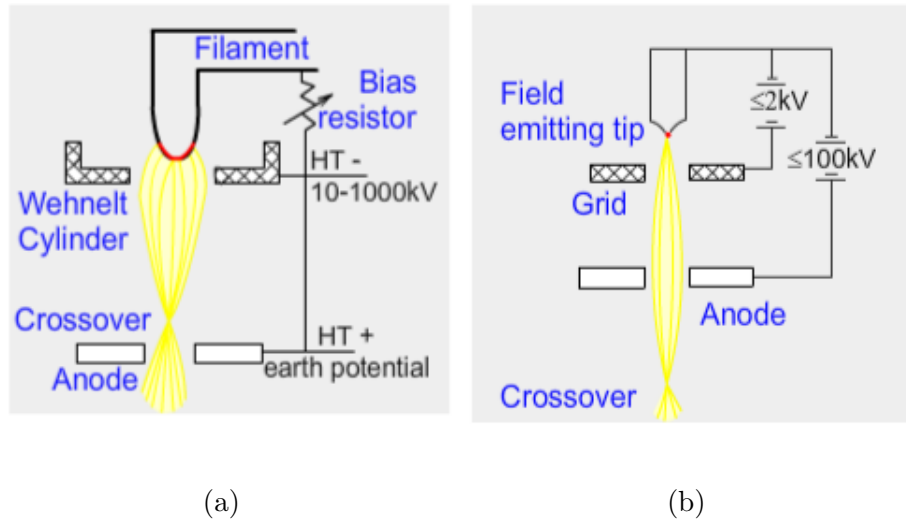 Filament
Bias
resistor
HT -
10-1000kV
Wehnelt
Cylinder
Crossover
HT +
earth potential
Anode
(a)
Field
emitting tip
≤2kV
≤100kV
Grid
Anode
Crossover
(b)